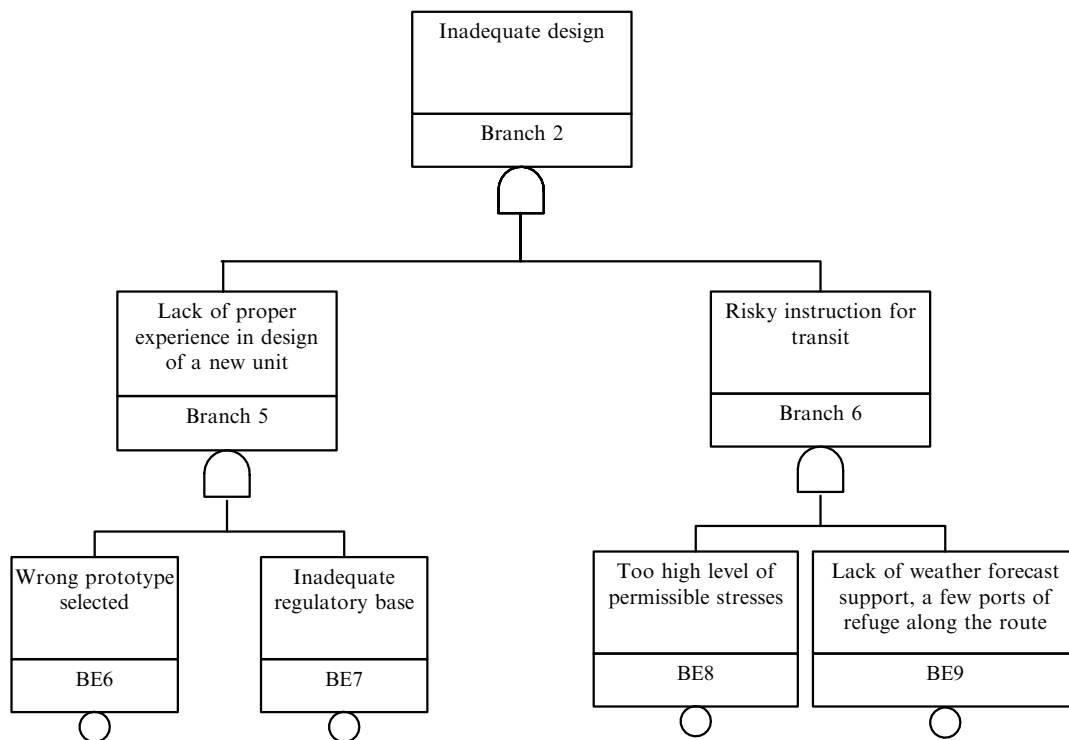 Inadequate design
Branch 2
Lack of proper
experience in design
of a new unit
Branch 5
Risky instruction for
transit
Branch 6
Wrong prototype
selected
BE6
Inadequate
regulatory base
BE7
Too high level of
permissible stresses
BE8
Lack of weather forecast
support, a few ports of
refuge along the route
BE9